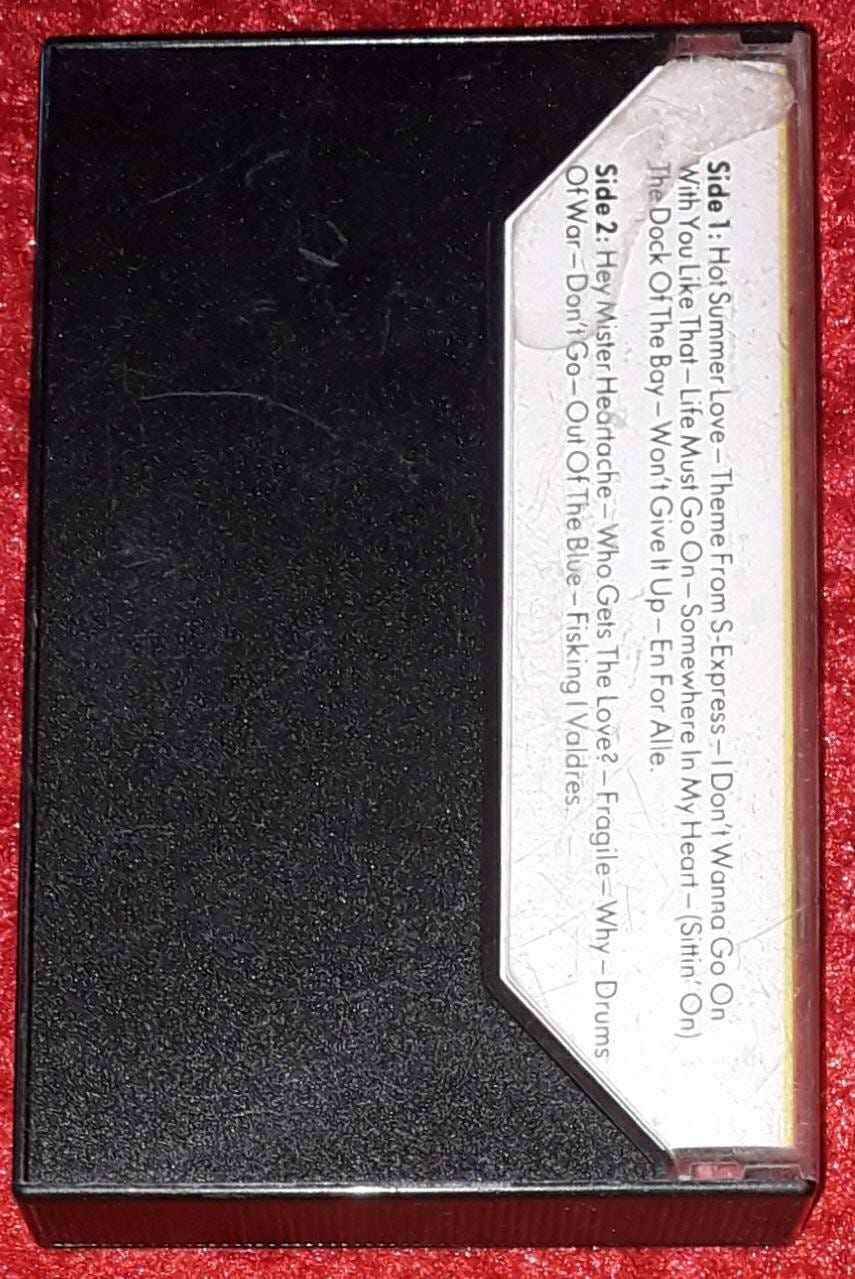 Side 1: Hot Summer Love – Theme From S-Express – I Don't Wanna Go On
With You Like That – Life Must Go On – Somewhere In My Heart – (Sittin' On)
The Dock Of The Bay – Won't Give It Up – En For Alle.
Side 2: Hey Mister Heartache – Who Gets The Love? – Fragile – Why – Drums
Of War – Don't Go – Out Of The Blue – Fisking I Valdres.